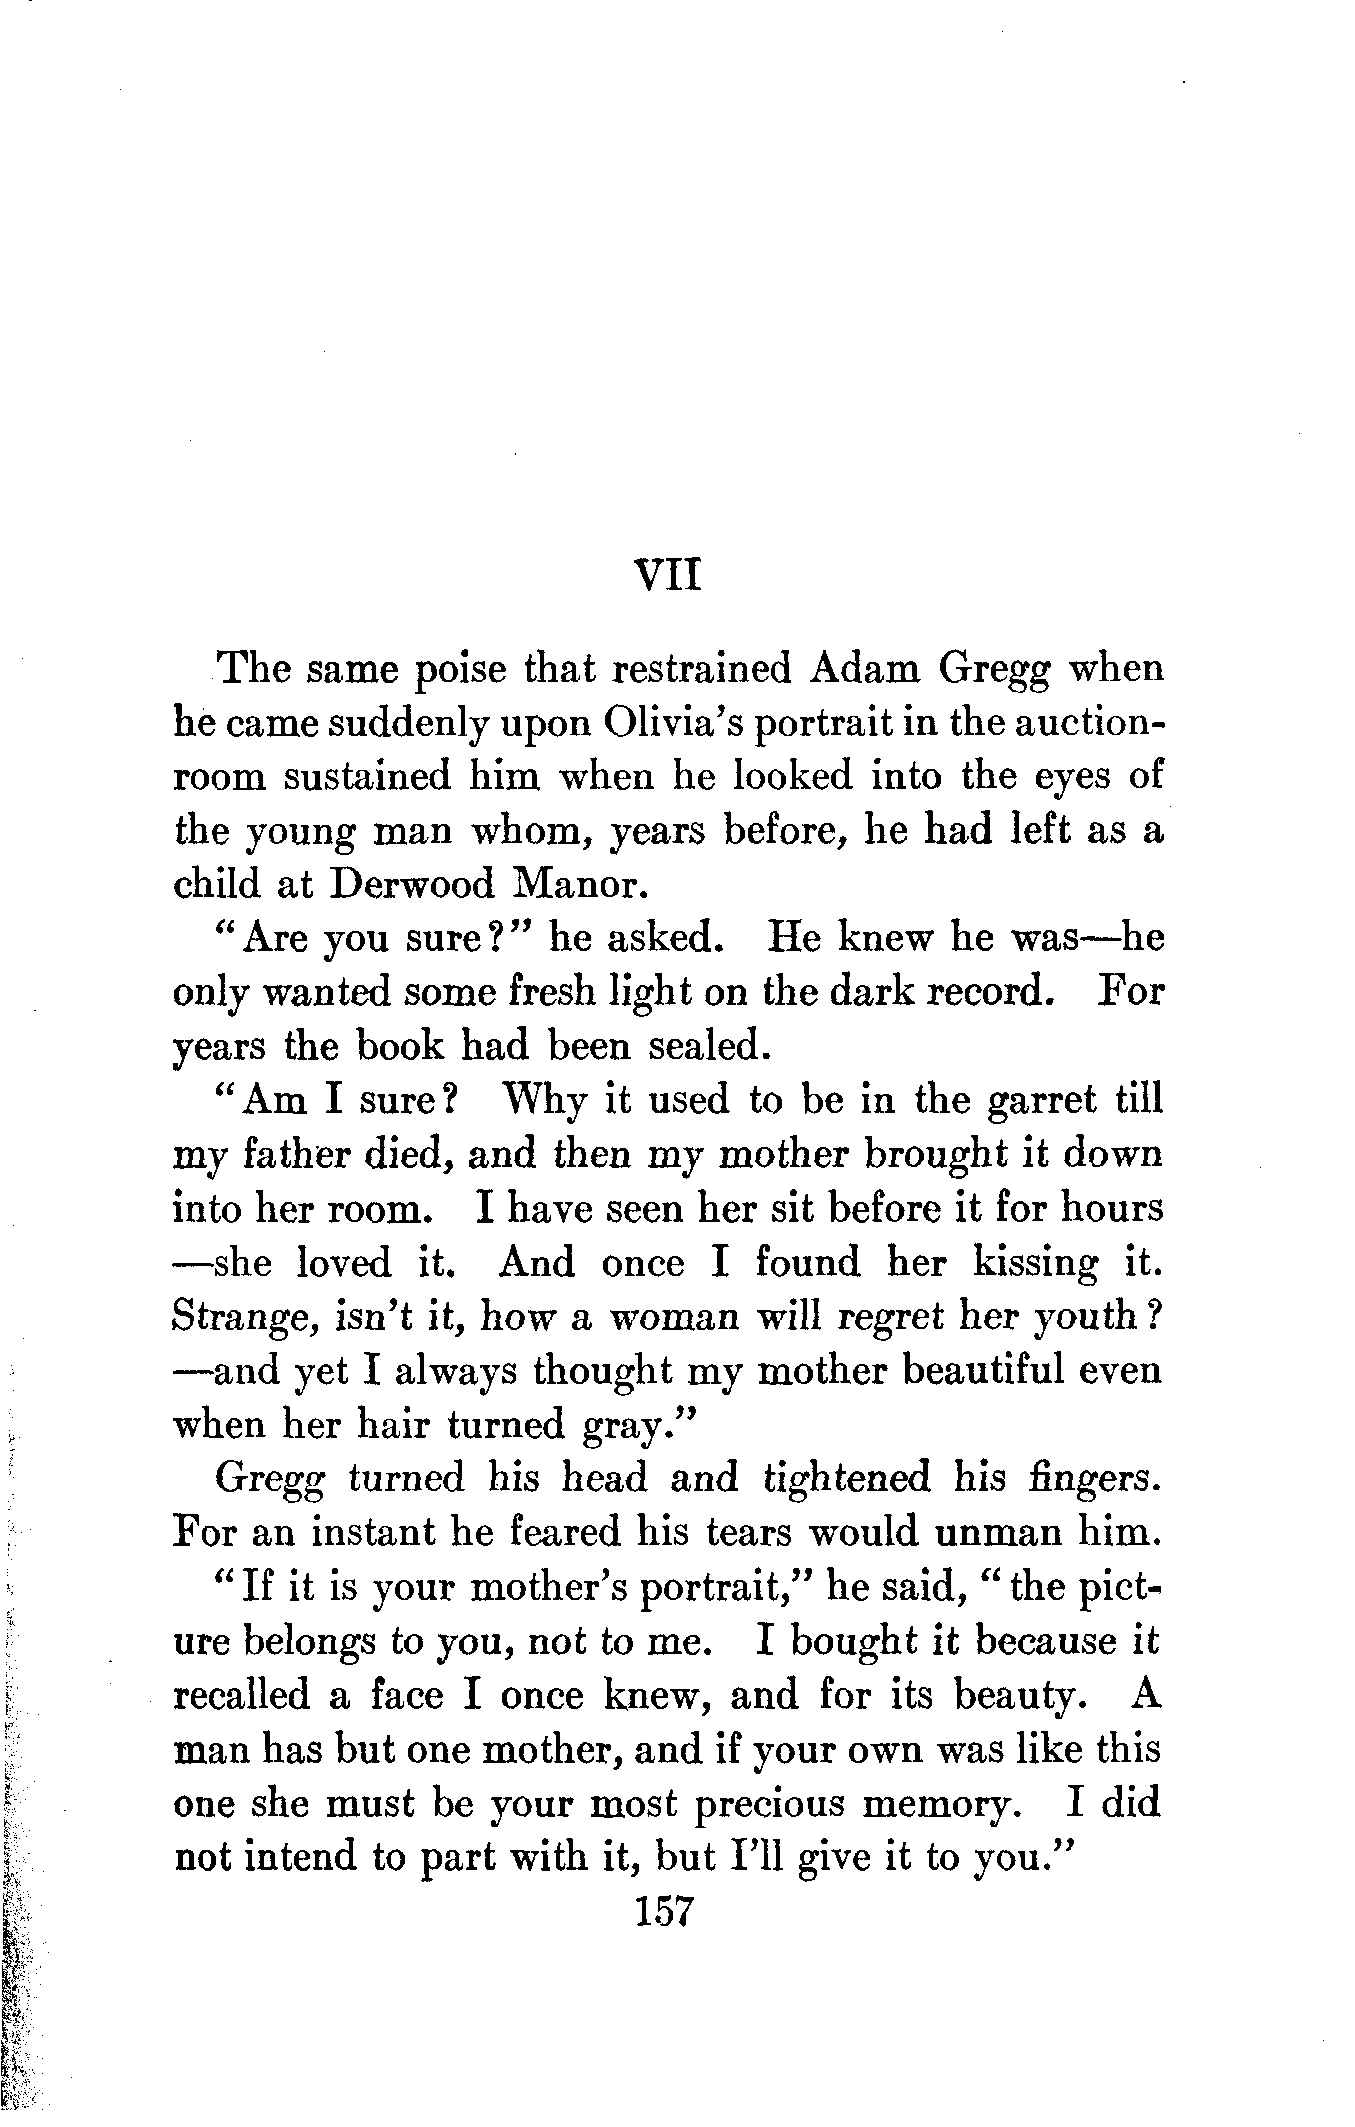 VII
The same poise that restrained Adam Gregg when
he came suddenly upon Olivia's portrait in the auction-
room sustained him when he looked into the eyes of
the young man whom, years before, he had left as a
child at Derwood Manor.
"Are you sure?" he asked. He knew he was—he
only wanted some fresh light on the dark record. For
years the book had been sealed.
"Am I sure? Why it used to be in the garret till
my father died, and then my mother brought it down
into her room. I have seen her sit before it for hours
—she loved it. And once I found her kissing it.
Strange, isn't it, how a woman will regret her youth?
—and yet I always thought my mother beautiful even
when her hair turned gray."
Gregg turned his head and tightened his fingers.
For an instant he feared his tears would unman him.
"If it is your mother's portrait," he said, "the pict-
ure belongs to you, not to me. I bought it because it
recalled a face I once knew, and for its beauty. A
man has but one mother, and if your own was like this
one she must be your most precious memory. I did
not intend to part with it, but I'll give it to you."
157